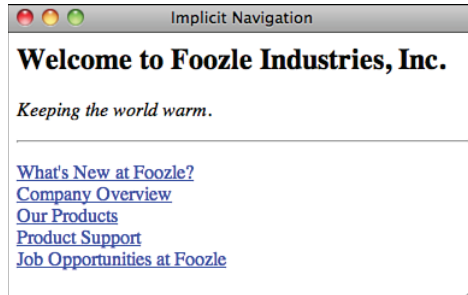 Implicit Navigation
Welcome to Foozle Industries, Inc.
Keeping the world warm.
What's New at Foozle?
Company Overview
Our Products
Product Support
Job Opportunities at Foozle